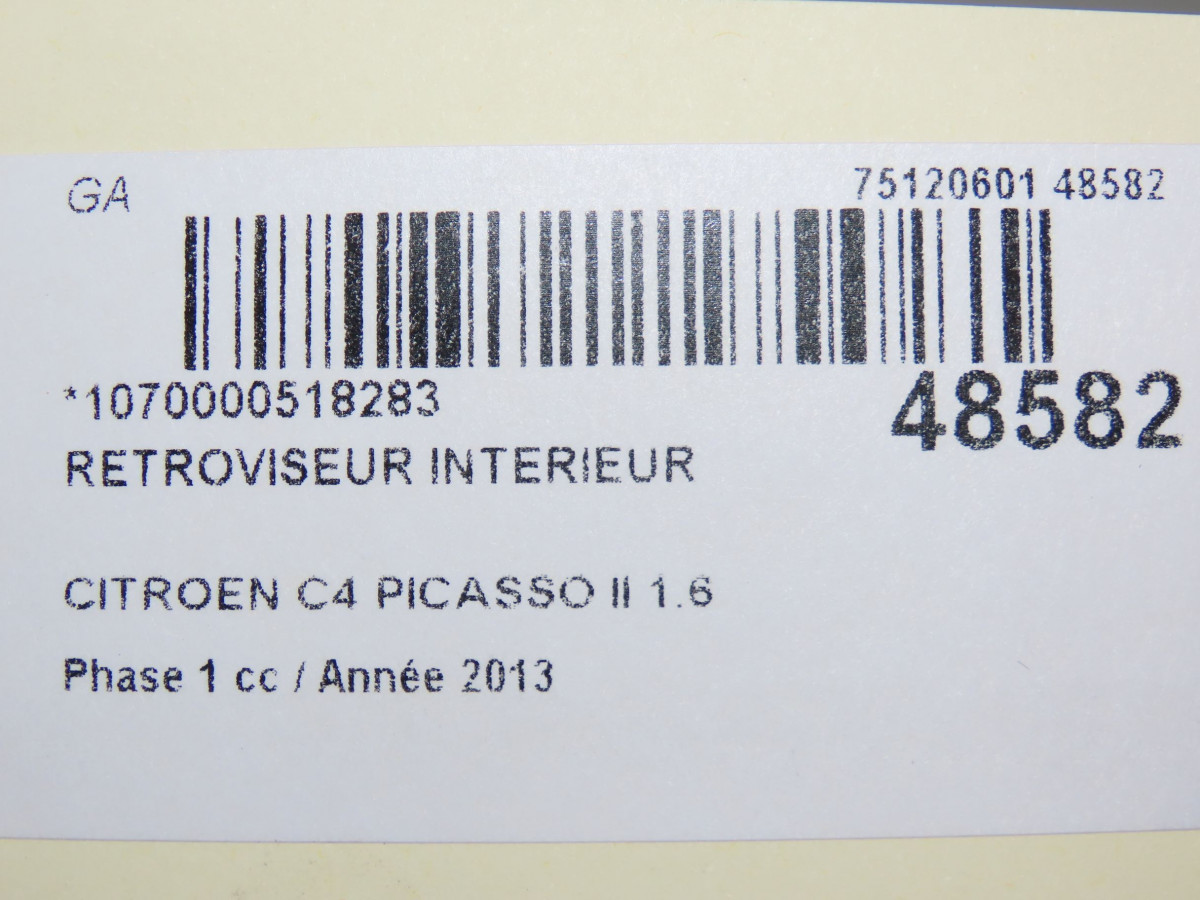 GA
75120601 48582
*1070000518283
48582
RETROVISEUR INTERIEUR
CITROEN C4 PICASSO II 1.6
Phase 1 cc / Année 2013